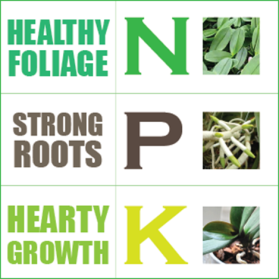 HEALTHY
FOLIAGE
N
STRONG
ROOTS
P
HEARTY
GROWTH
K